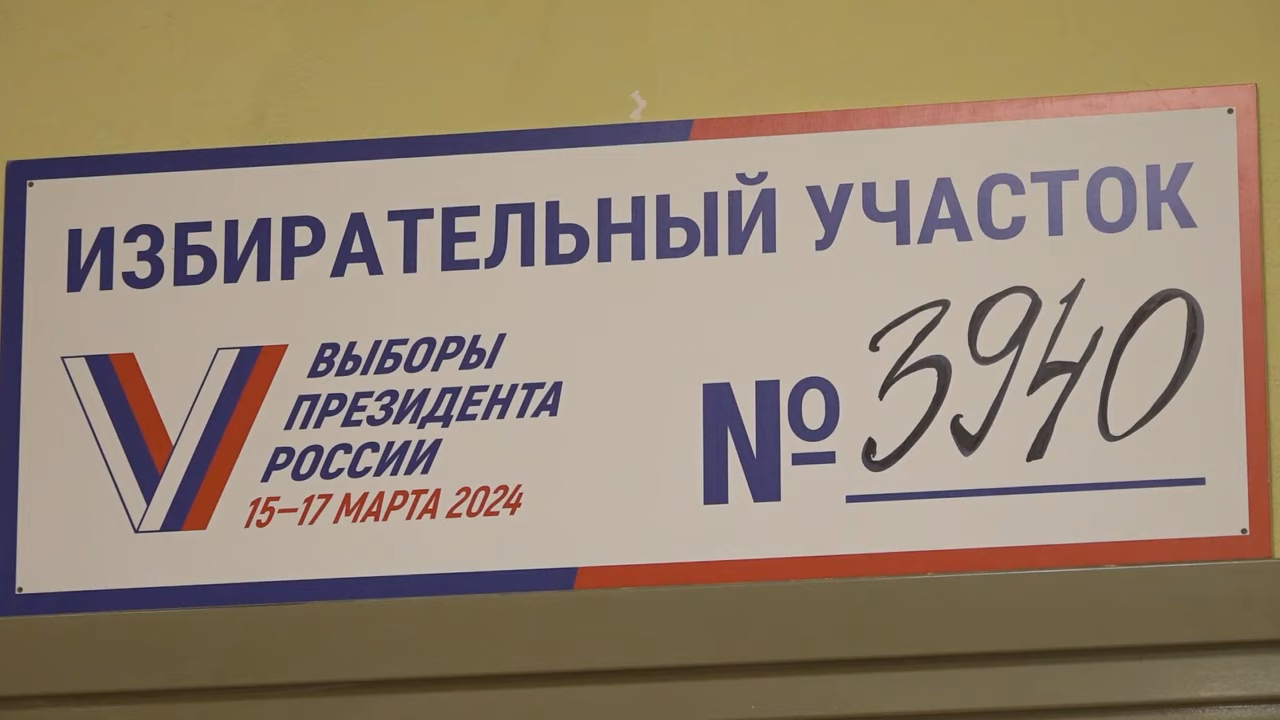 ИЗБИРАТЕЛЬНЫЙ УЧАСТОК
ВЫБОРЫ
ПРЕЗИДЕНТА
РОССИИ
15–17 МАРТА 2024
№ 3940